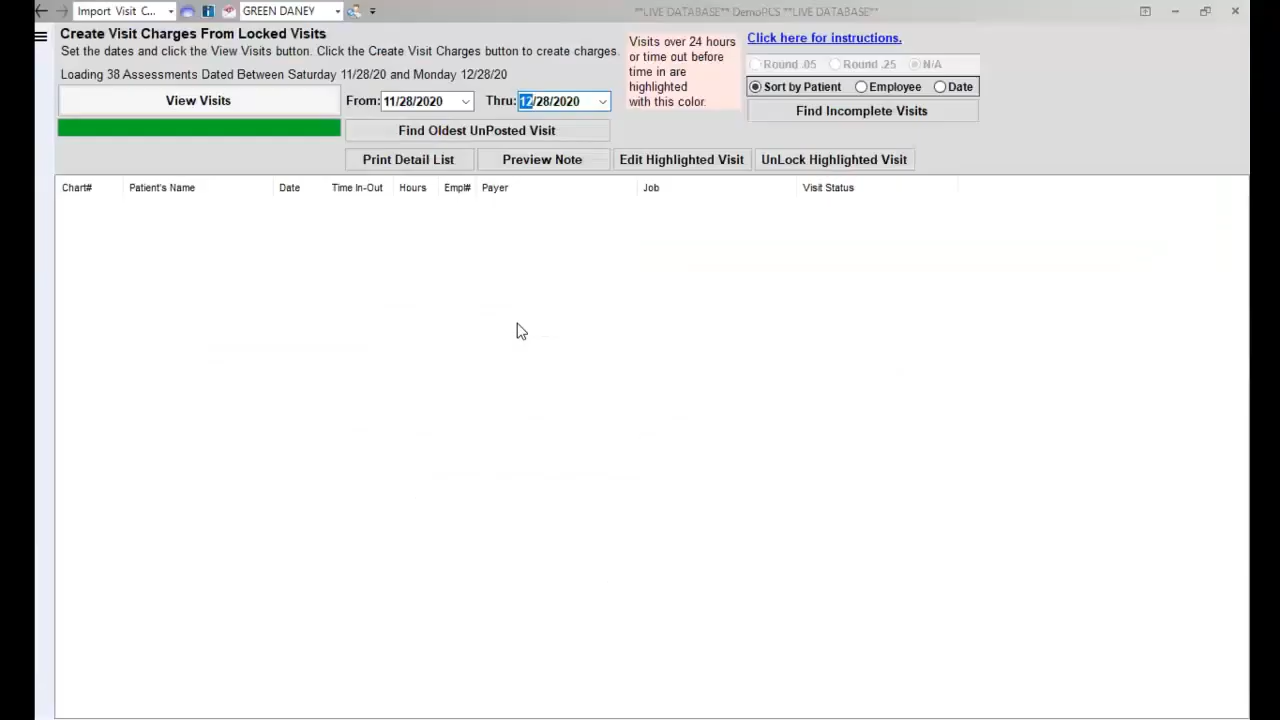 Import Visit C... GREEN DANEY **LIVE DATABASE** DemoPCS **LIVE DATABASE**
Create Visit Charges From Locked Visits
Set the dates and click the View Visits button. Click the Create Visit Charges button to create charges.
Loading 38 Assessments Dated Between Saturday 11/28/20 and Monday 12/28/20
View Visits From: 11/28/2020 Thru: 12/28/2020
Find Oldest UnPosted Visit
Visits over 24 hours
or time out before
time in are
highlighted
with this color.
Click here for instructions.
Round .05 Round .25 N/A
Sort by Patient Employee Date
Find Incomplete Visits
Print Detail List Preview Note Edit Highlighted Visit UnLock Highlighted Visit
Chart# Patient's Name Date Time In-Out Hours Empl# Payer Job Visit Status